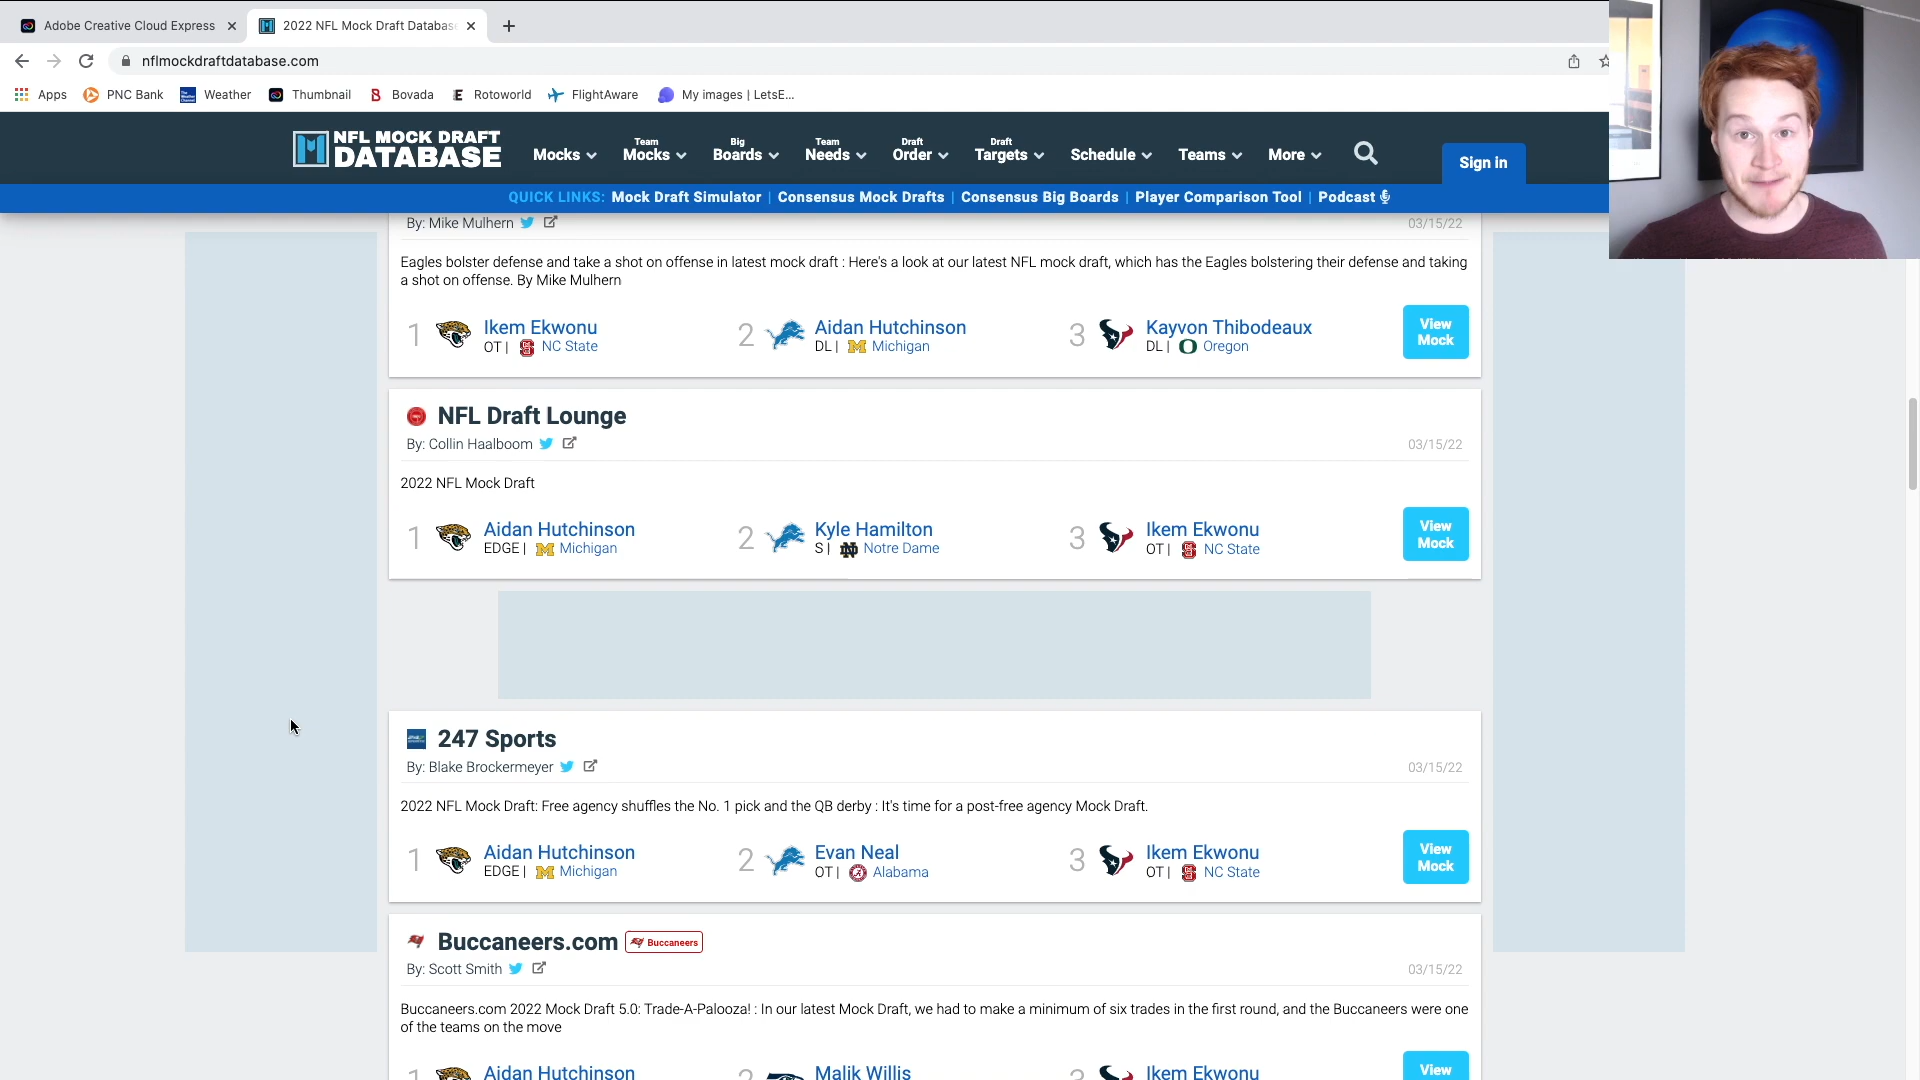 Adobe Creative Cloud Express
2022 NFL Mock Draft Database
nflmockdraftdatabase.com
Apps PNC Bank Weather Thumbnail Bovada Rotoworld FlightAware My images | LetsE...
NFL MOCK DRAFT
DATABASE
Mocks
Team
Mocks
Big
Boards
Team
Needs
Draft
Order
Draft
Targets
Schedule
Teams
More
Sign in
QUICK LINKS: Mock Draft Simulator | Consensus Mock Drafts | Consensus Big Boards | Player Comparison Tool | Podcast
By: Mike Mulhern 03/15/22
Eagles bolster defense and take a shot on offense in latest mock draft : Here's a look at our latest NFL mock draft, which has the Eagles bolstering their defense and taking
a shot on offense. By Mike Mulhern
1 Ikem Ekwonu
OT | NC State
2 Aidan Hutchinson
DL | Michigan
3 Kayvon Thibodeaux
DL | Oregon
View
Mock
NFL Draft Lounge
By: Collin Haalboom 03/15/22
2022 NFL Mock Draft
1 Aidan Hutchinson
EDGE | Michigan
2 Kyle Hamilton
S | Notre Dame
3 Ikem Ekwonu
OT | NC State
View
Mock
247 Sports
By: Blake Brockermeyer 03/15/22
2022 NFL Mock Draft: Free agency shuffles the No. 1 pick and the QB derby : It's time for a post-free agency Mock Draft.
1 Aidan Hutchinson
EDGE | Michigan
2 Evan Neal
OT | Alabama
3 Ikem Ekwonu
OT | NC State
View
Mock
Buccaneers.com Buccaneers
By: Scott Smith 03/15/22
Buccaneers.com 2022 Mock Draft 5.0: Trade-A-Palooza! : In our latest Mock Draft, we had to make a minimum of six trades in the first round, and the Buccaneers were one
of the teams on the move
1 Aidan Hutchinson
2 Malik Willis
3 Ikem Ekwonu
View